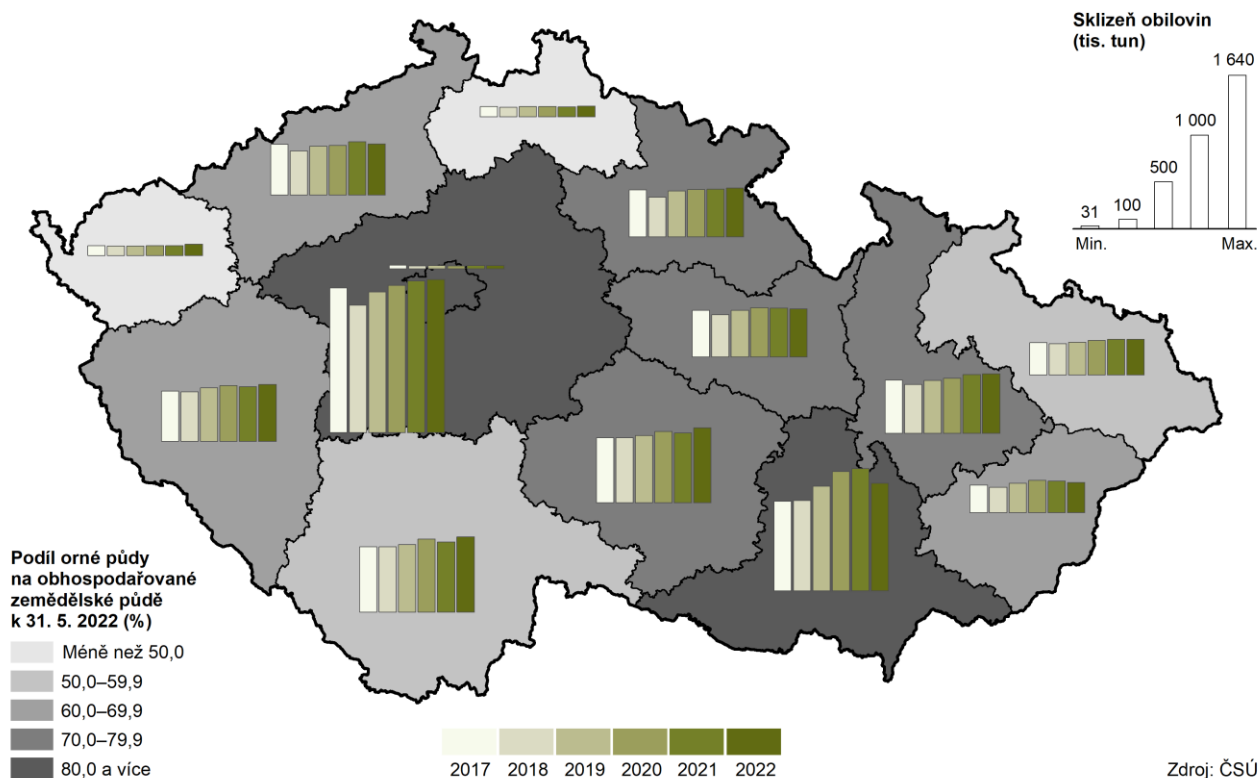 Sklizeň obilovin
(tis. tun)
1 640
1 000
500
100
31
Min.
Max.
Podíl orné půdy
na obhospodařované
zemědělské půdě
k 31. 5. 2022 (%)
Méně než 50,0
50,0–59,9
60,0–69,9
70,0–79,9
80,0 a více
2017 2018 2019 2020 2021 2022
Zdroj: ČSÚ